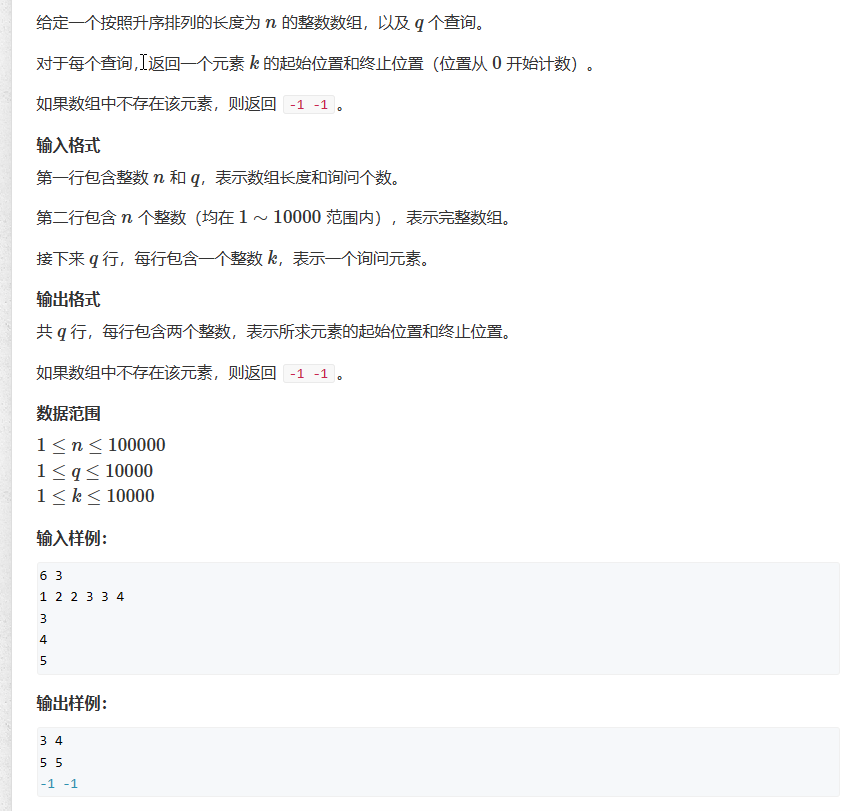 给定一个按照升序排列的长度为 n 的整数数组，以及 q 个查询。
对于每个查询，返回一个元素 k 的起始位置和终止位置（位置从 0 开始计数）。
如果数组中不存在该元素，则返回 -1 -1 。
输入格式
第一行包含整数 n 和 q，表示数组长度和询问个数。
第二行包含 n 个整数（均在 1 ∼ 10000 范围内），表示完整数组。
接下来 q 行，每行包含一个整数 k，表示一个询问元素。
输出格式
共 q 行，每行包含两个整数，表示所求元素的起始位置和终止位置。
如果数组中不存在该元素，则返回 -1 -1 。
数据范围
1 ≤ n ≤ 100000
1 ≤ q ≤ 10000
1 ≤ k ≤ 10000
输入样例：
6 3
1 2 2 3 3 4
3
4
5
输出样例：
3 4
5 5
-1 -1